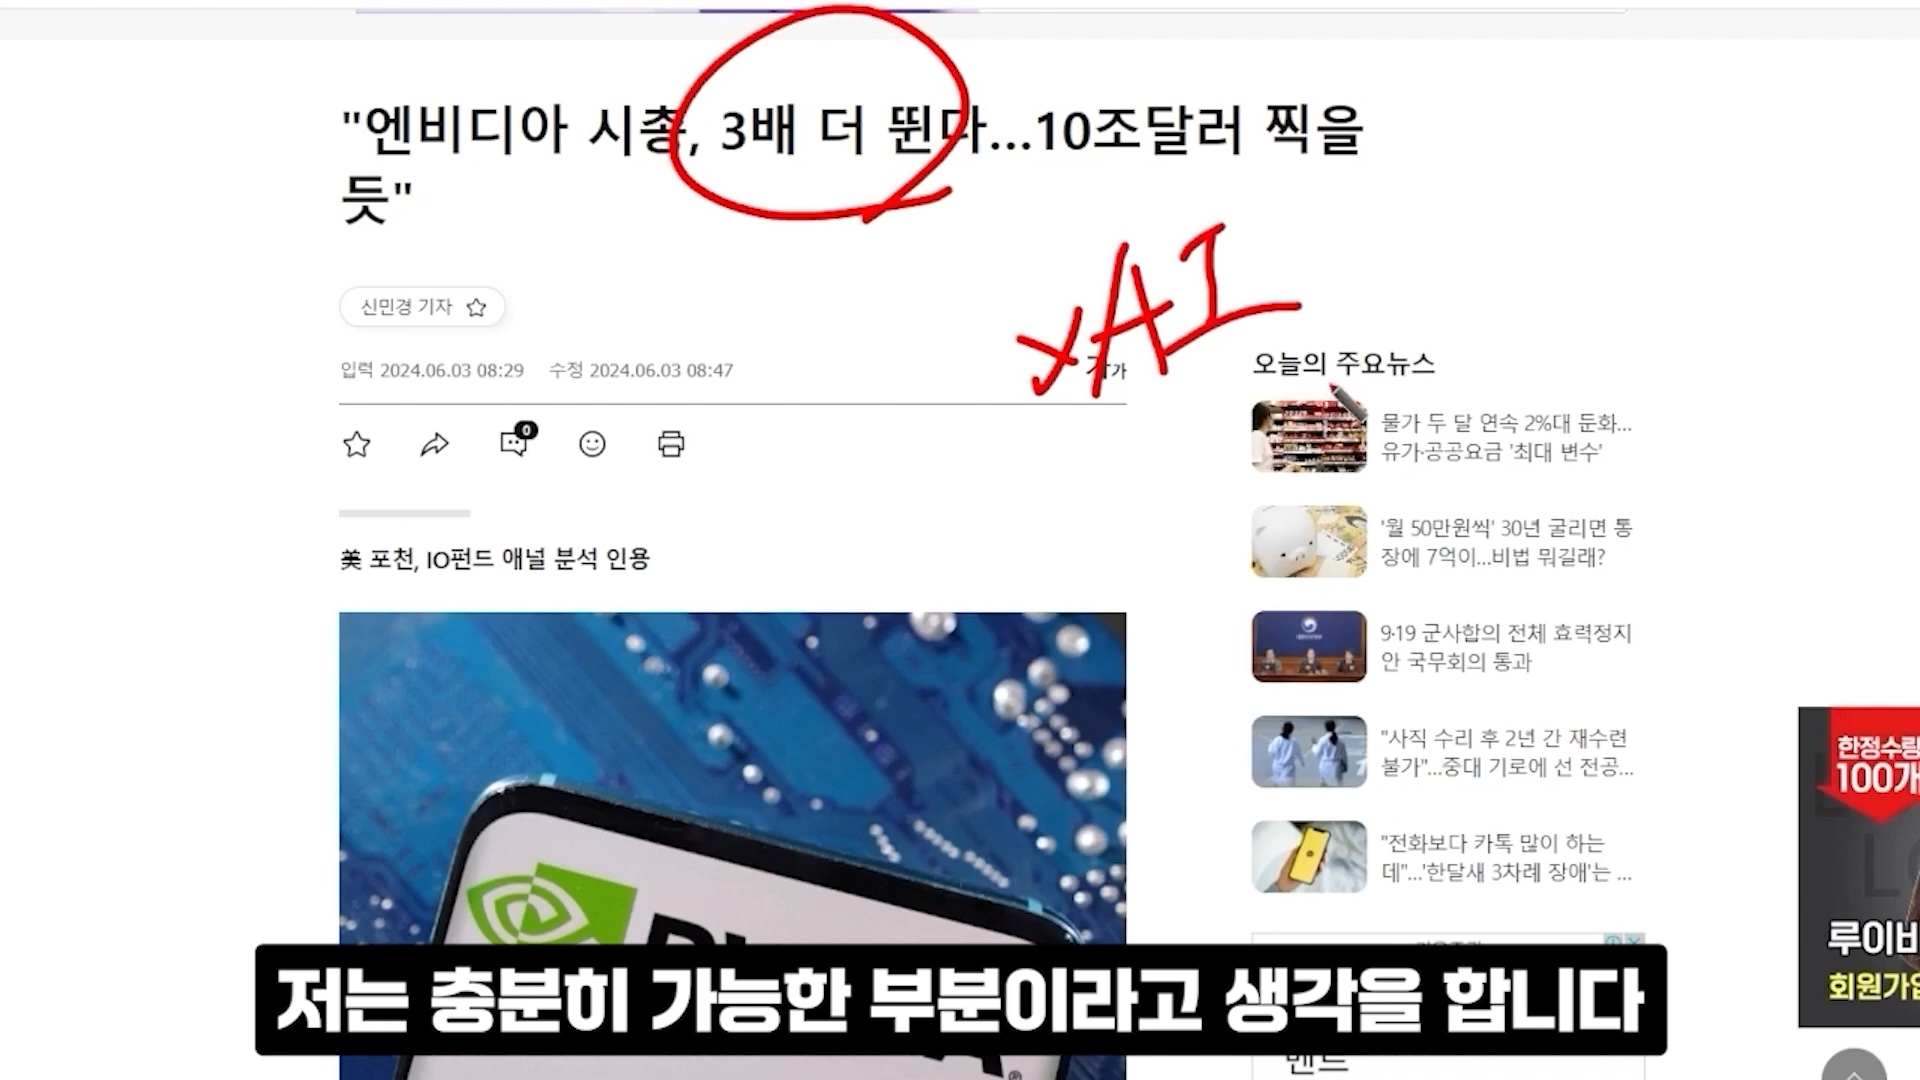 "엔비디아 시총, 3배 더 뛴다...10조달러 찍을
듯"
xAI
신민경 기자
입력 2024.06.03 08:29 수정 2024.06.03 08:47
가
0
美 포천, IO펀드 애널 분석 인용
오늘의 주요뉴스
물가 두 달 연속 2%대 둔화...
유가·공공요금 '최대 변수'
'월 50만원씩' 30년 굴리면 통
장에 7억이...비법 뭐길래?
9·19 군사합의 전체 효력정지
안 국무회의 통과
"사직 수리 후 2년 간 재수련
불가"...중대 기로에 선 전공...
"전화보다 카톡 많이 하는
데"...'한달새 3차례 장애'는 ...
한정수량
100개
루이비
회원가입
저는 충분히 가능한 부분이라고 생각을 합니다